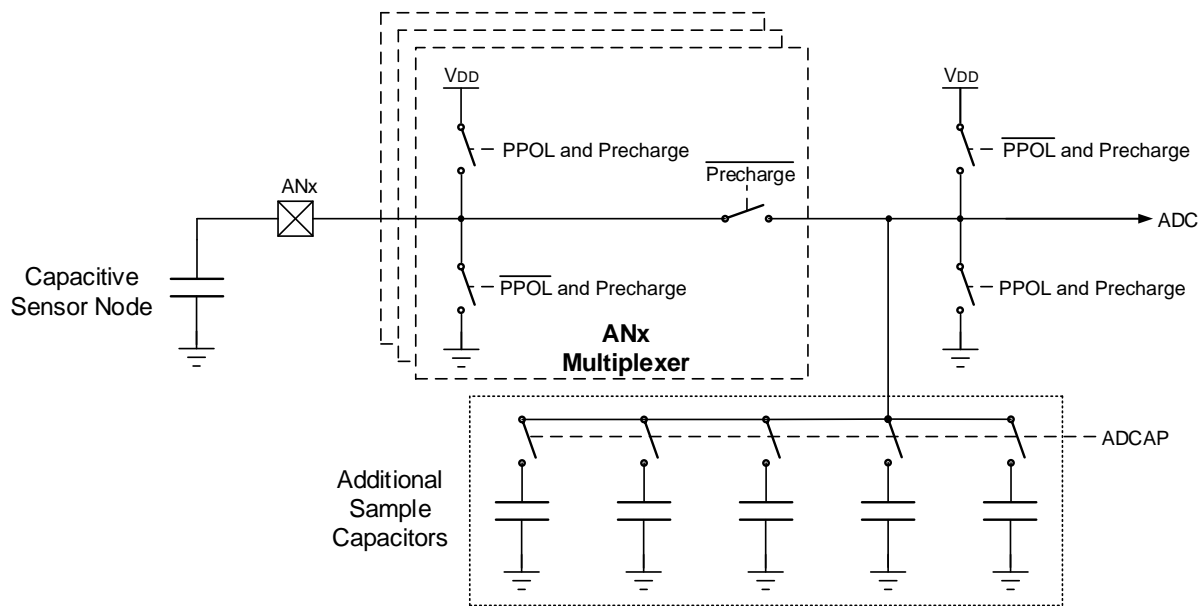 VDD
VDD
PPOL and Precharge
PPOL and Precharge
Precharge
ANx
ADC
Capacitive
Sensor Node
PPOL and Precharge
PPOL and Precharge
ANx
Multiplexer
ADCAP
Additional
Sample
Capacitors